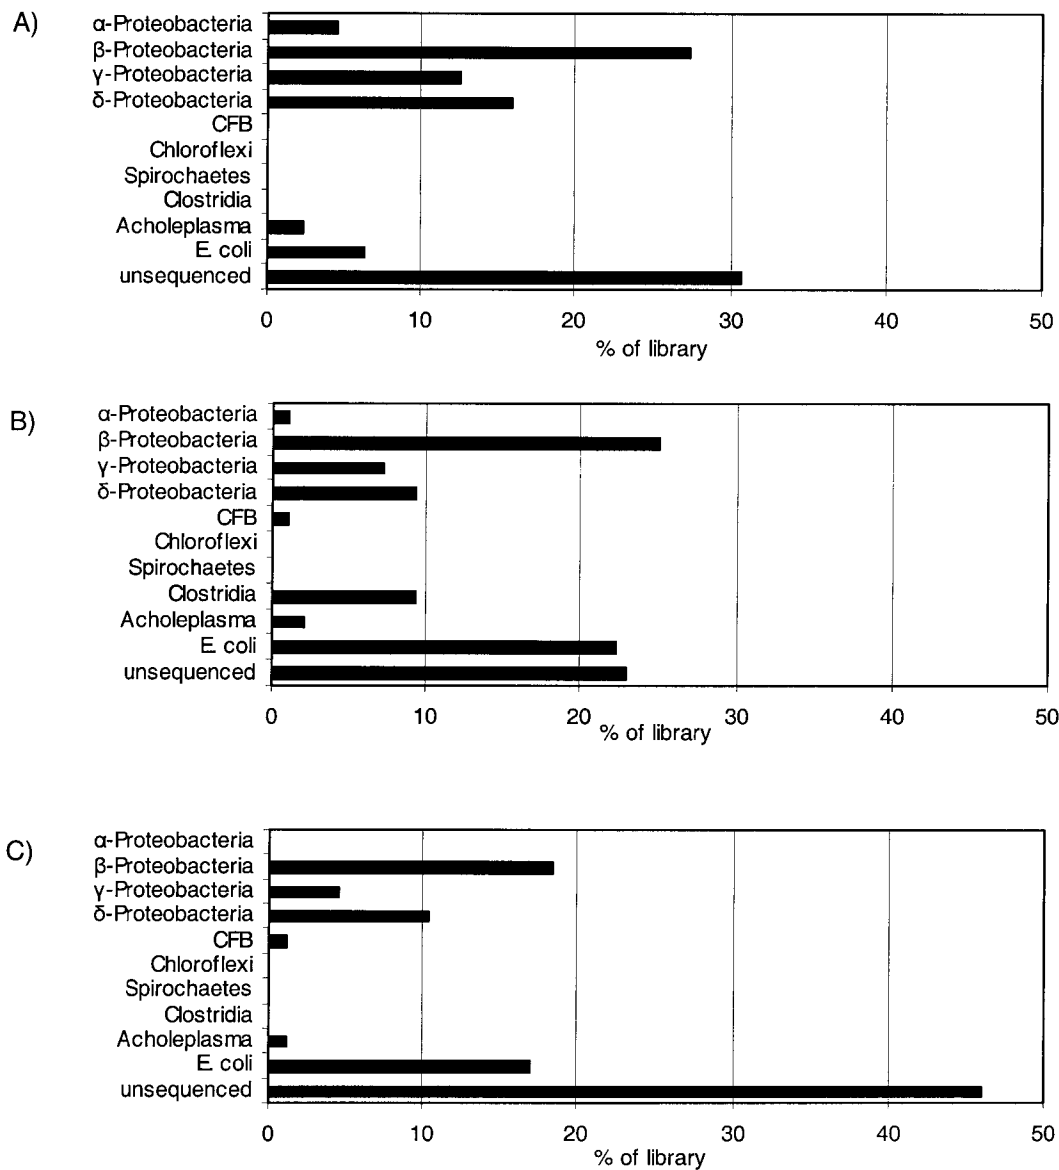 A)
α-Proteobacteria
β-Proteobacteria
γ-Proteobacteria
δ-Proteobacteria
CFB
Chloroflexi
Spirochaetes
Clostridia
Acholeplasma
E. coli
unsequenced
0 10 20 30 40 50
% of library
B)
α-Proteobacteria
β-Proteobacteria
γ-Proteobacteria
δ-Proteobacteria
CFB
Chloroflexi
Spirochaetes
Clostridia
Acholeplasma
E. coli
unsequenced
0 10 20 30 40 50
% of library
C)
α-Proteobacteria
β-Proteobacteria
γ-Proteobacteria
δ-Proteobacteria
CFB
Chloroflexi
Spirochaetes
Clostridia
Acholeplasma
E. coli
unsequenced
0 10 20 30 40 50
% of library